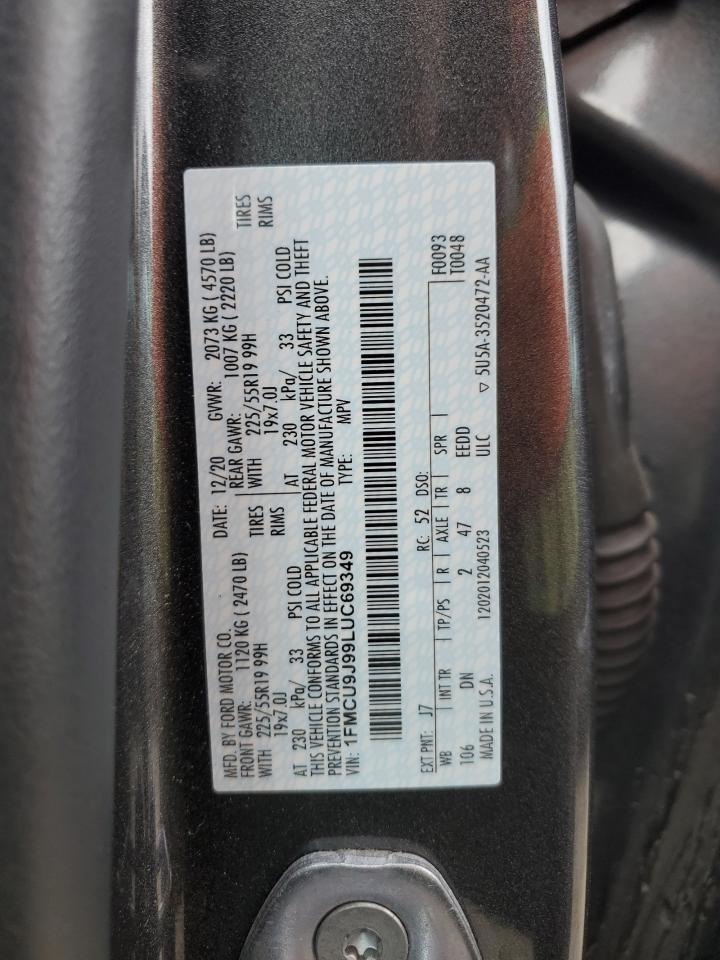 MFD. BY FORD MOTOR CO.
DATE: 12/20 GVWR: 2073 KG ( 4570 LB)
FRONT GAWR: 1120 KG ( 2470 LB) REAR GAWR: 1007 KG ( 2220 LB)
WITH 225/55R19 99H TIRES WITH 225/55R19 99H TIRES
19x7.0J RIMS 19x7.0J RIMS
AT 230 kPa/ 33 PSI COLD AT 230 kPa/ 33 PSI COLD
THIS VEHICLE CONFORMS TO ALL APPLICABLE FEDERAL MOTOR VEHICLE SAFETY AND THEFT
PREVENTION STANDARDS IN EFFECT ON THE DATE OF MANUFACTURE SHOWN ABOVE.
VIN: 1FMCU9J99LUC69349 TYPE: MPV
EXT PNT: J7 RC: 52 DSO: F0093
WB INT TR TP/PS R AXLE TR SPR T0048
106 DN 2 47 8 EEDD
MADE IN U.S.A. 1202012040523 ULC ▽ 5U5A-3520472-AA